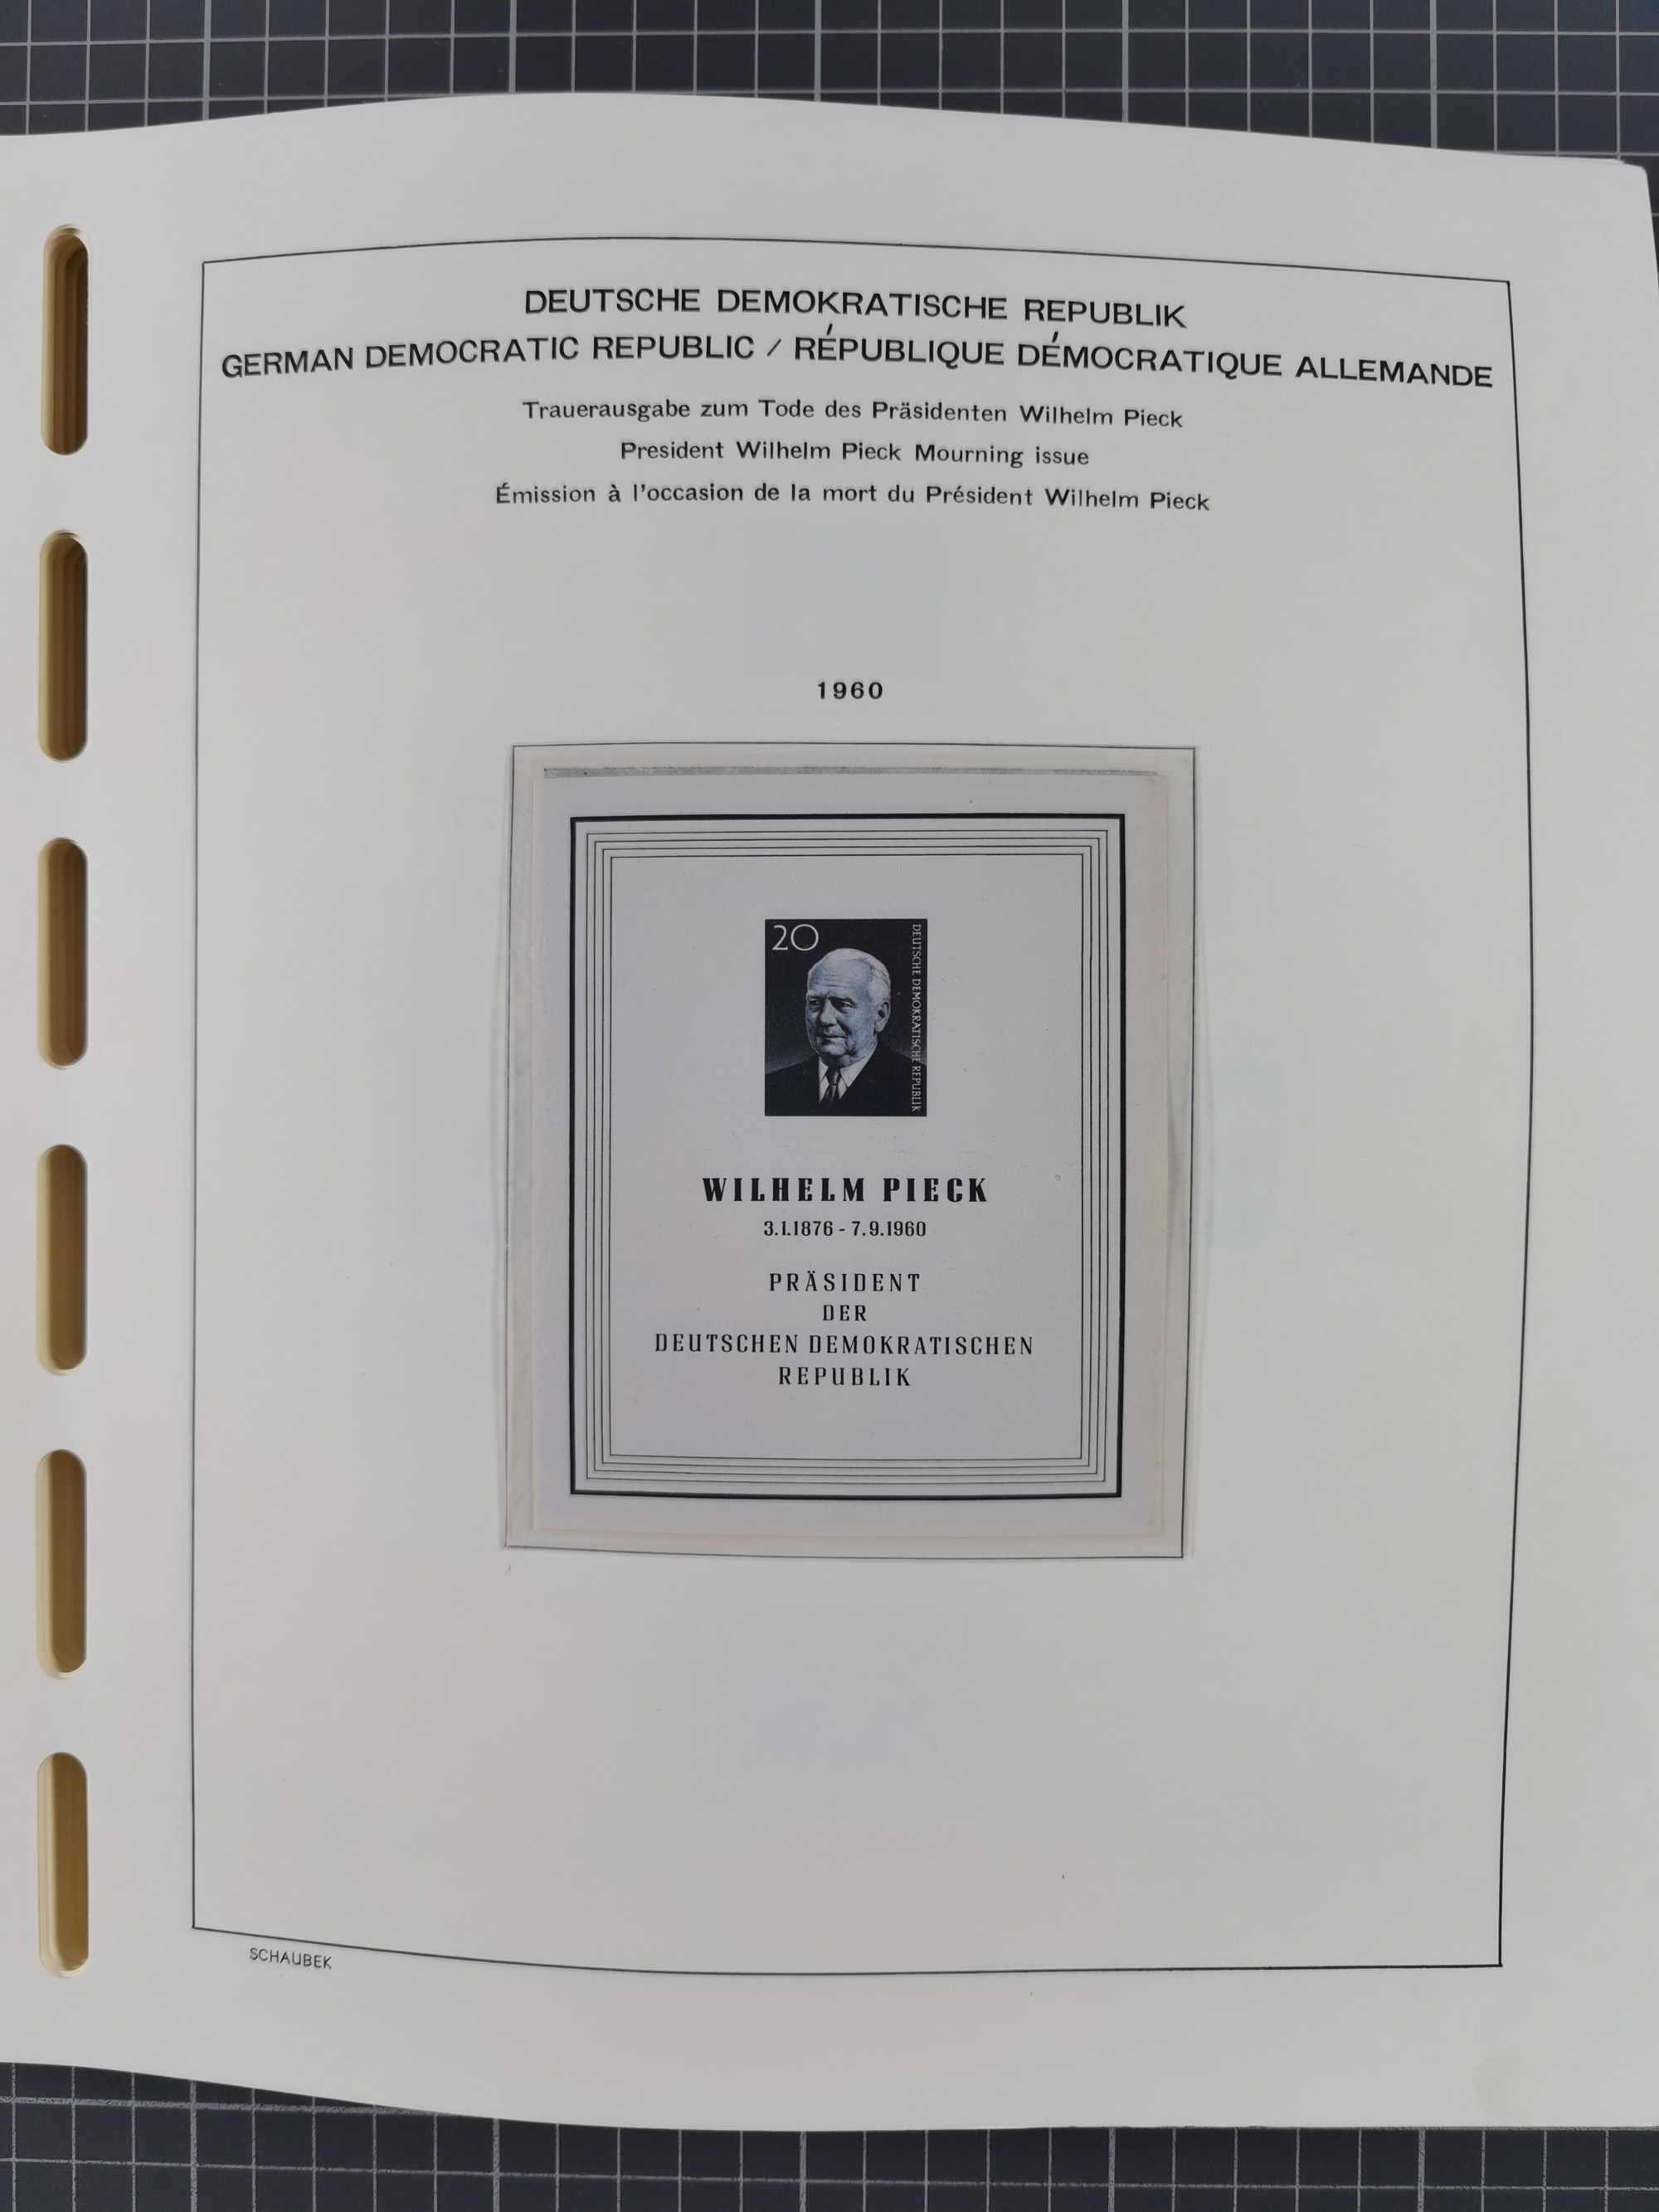 DEUTSCHE DEMOKRATISCHE REPUBLIK
GERMAN DEMOCRATIC REPUBLIC / RÉPUBLIQUE DÉMOCRATIQUE ALLEMANDE
Trauerausgabe zum Tode des Präsidenten Wilhelm Pieck
President Wilhelm Pieck Mourning issue
Émission à l'occasion de la mort du Président Wilhelm Pieck
1960
20
DEUTSCHE DEMOKRATISCHE REPUBLIK
WILHELM PIECK
3.1.1876 - 7.9.1960
PRÄSIDENT
DER
DEUTSCHEN DEMOKRATISCHEN
REPUBLIK
SCHAUBEK